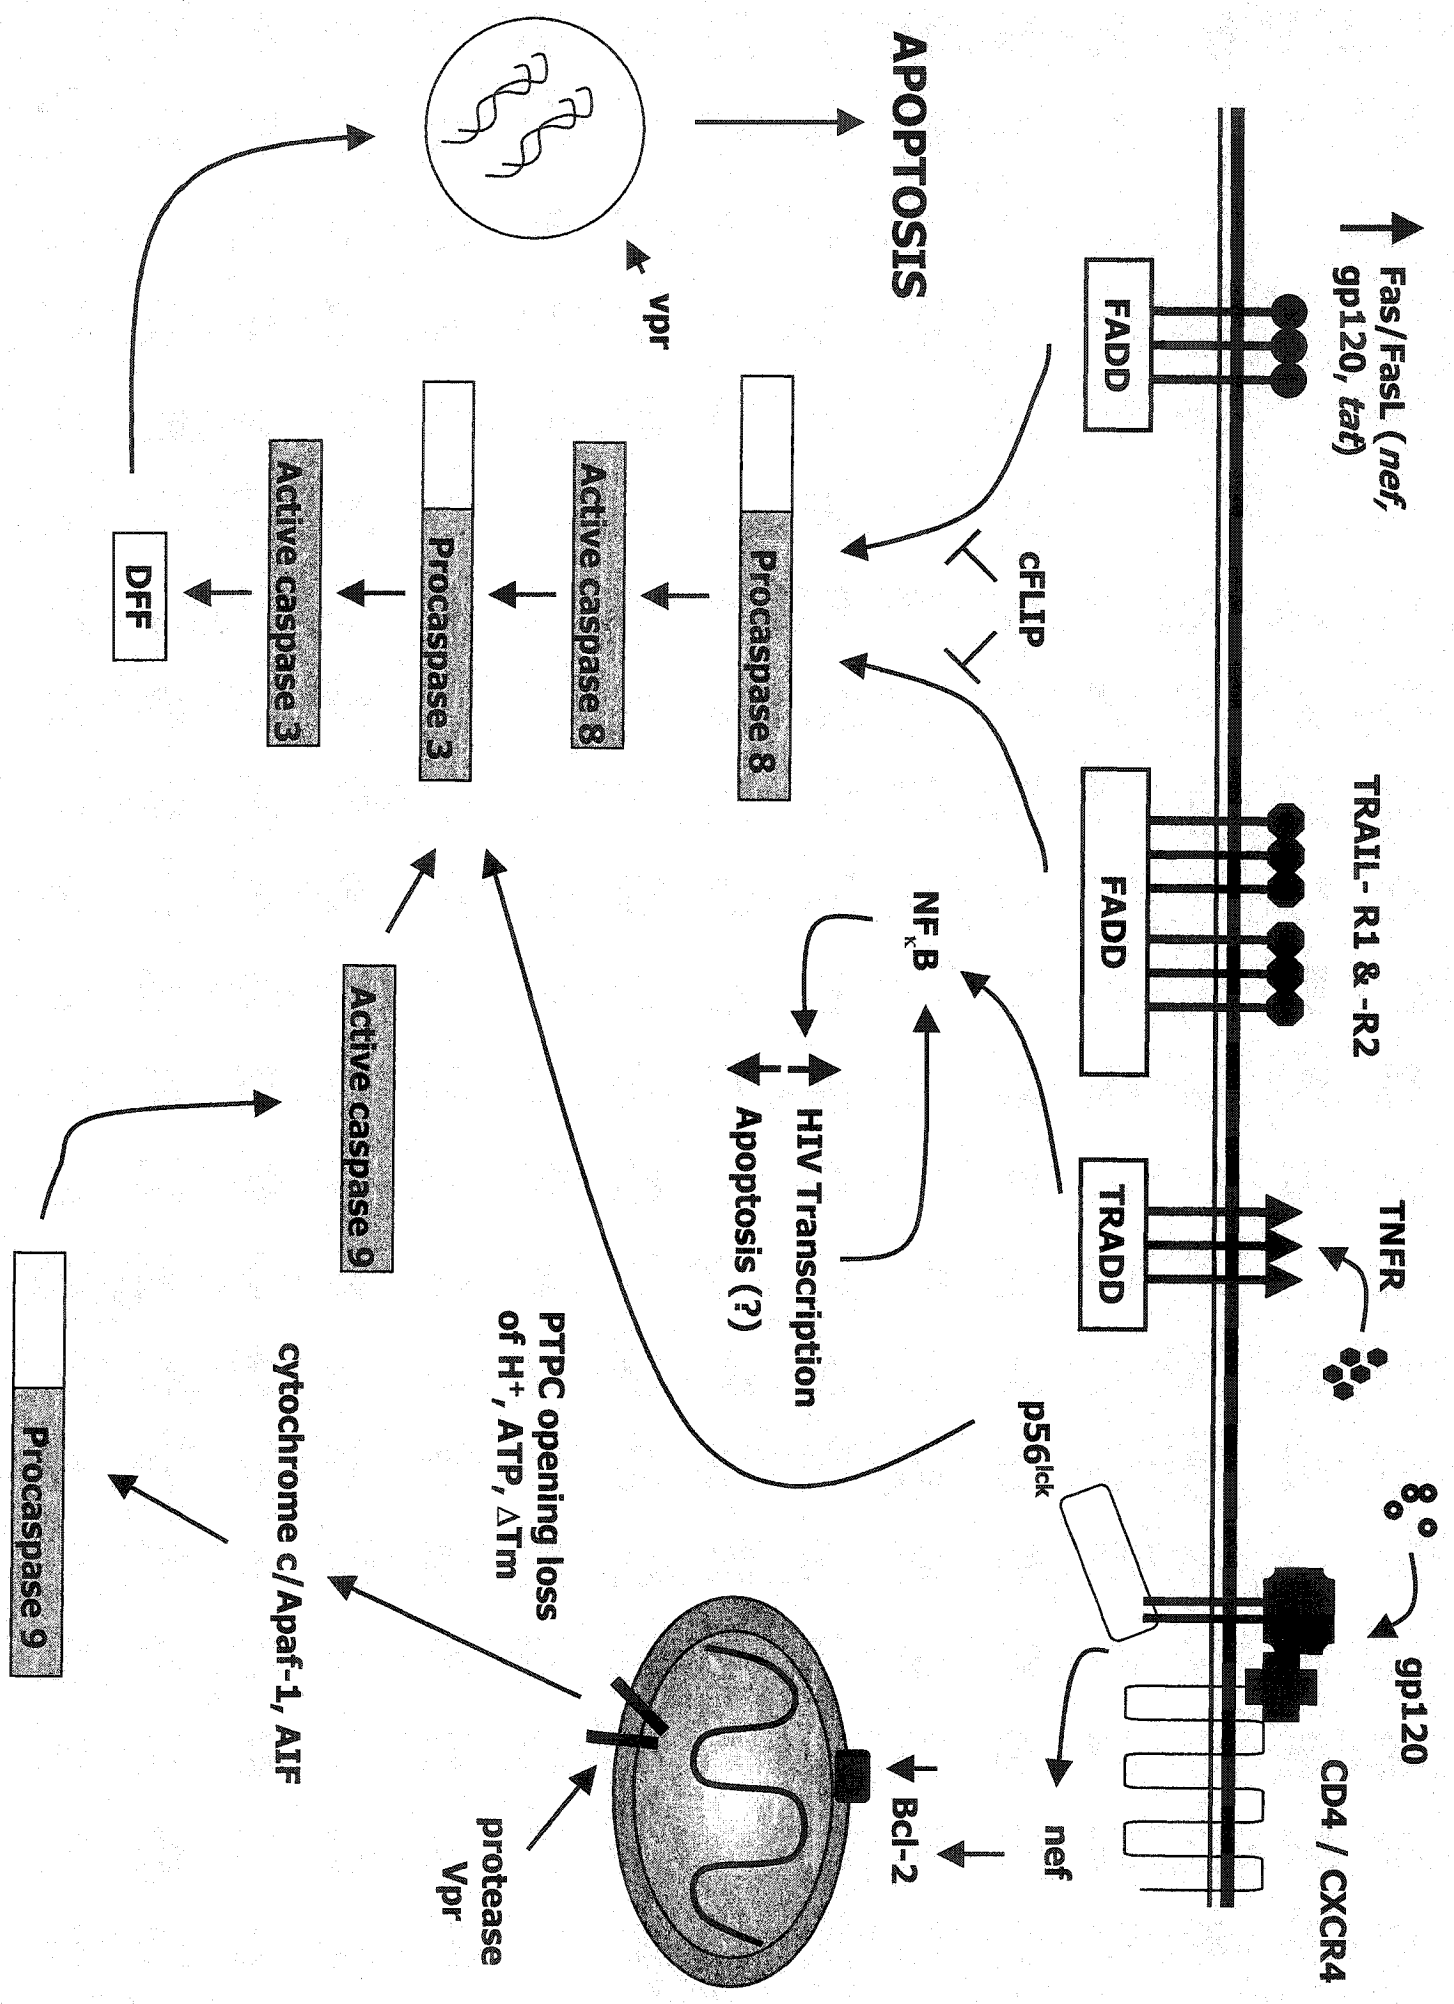 Fas/FasL (nef,
gp120, tat)
TRAIL- R1 & -R2
TNFR
gp120
CD4 / CXCR4
FADD
FADD
TRADD
p56lck
nef
cFLIP
NFκB
Bcl-2
APOPTOSIS
HIV Transcription
Apoptosis (?)
Procaspase 8
vpr
Active caspase 8
PTPC opening loss
of H⁺, ATP, ΔTm
protease
Vpr
Procaspase 3
Active caspase 9
Active caspase 3
cytochrome c/Apaf-1, AIF
DFF
Procaspase 9